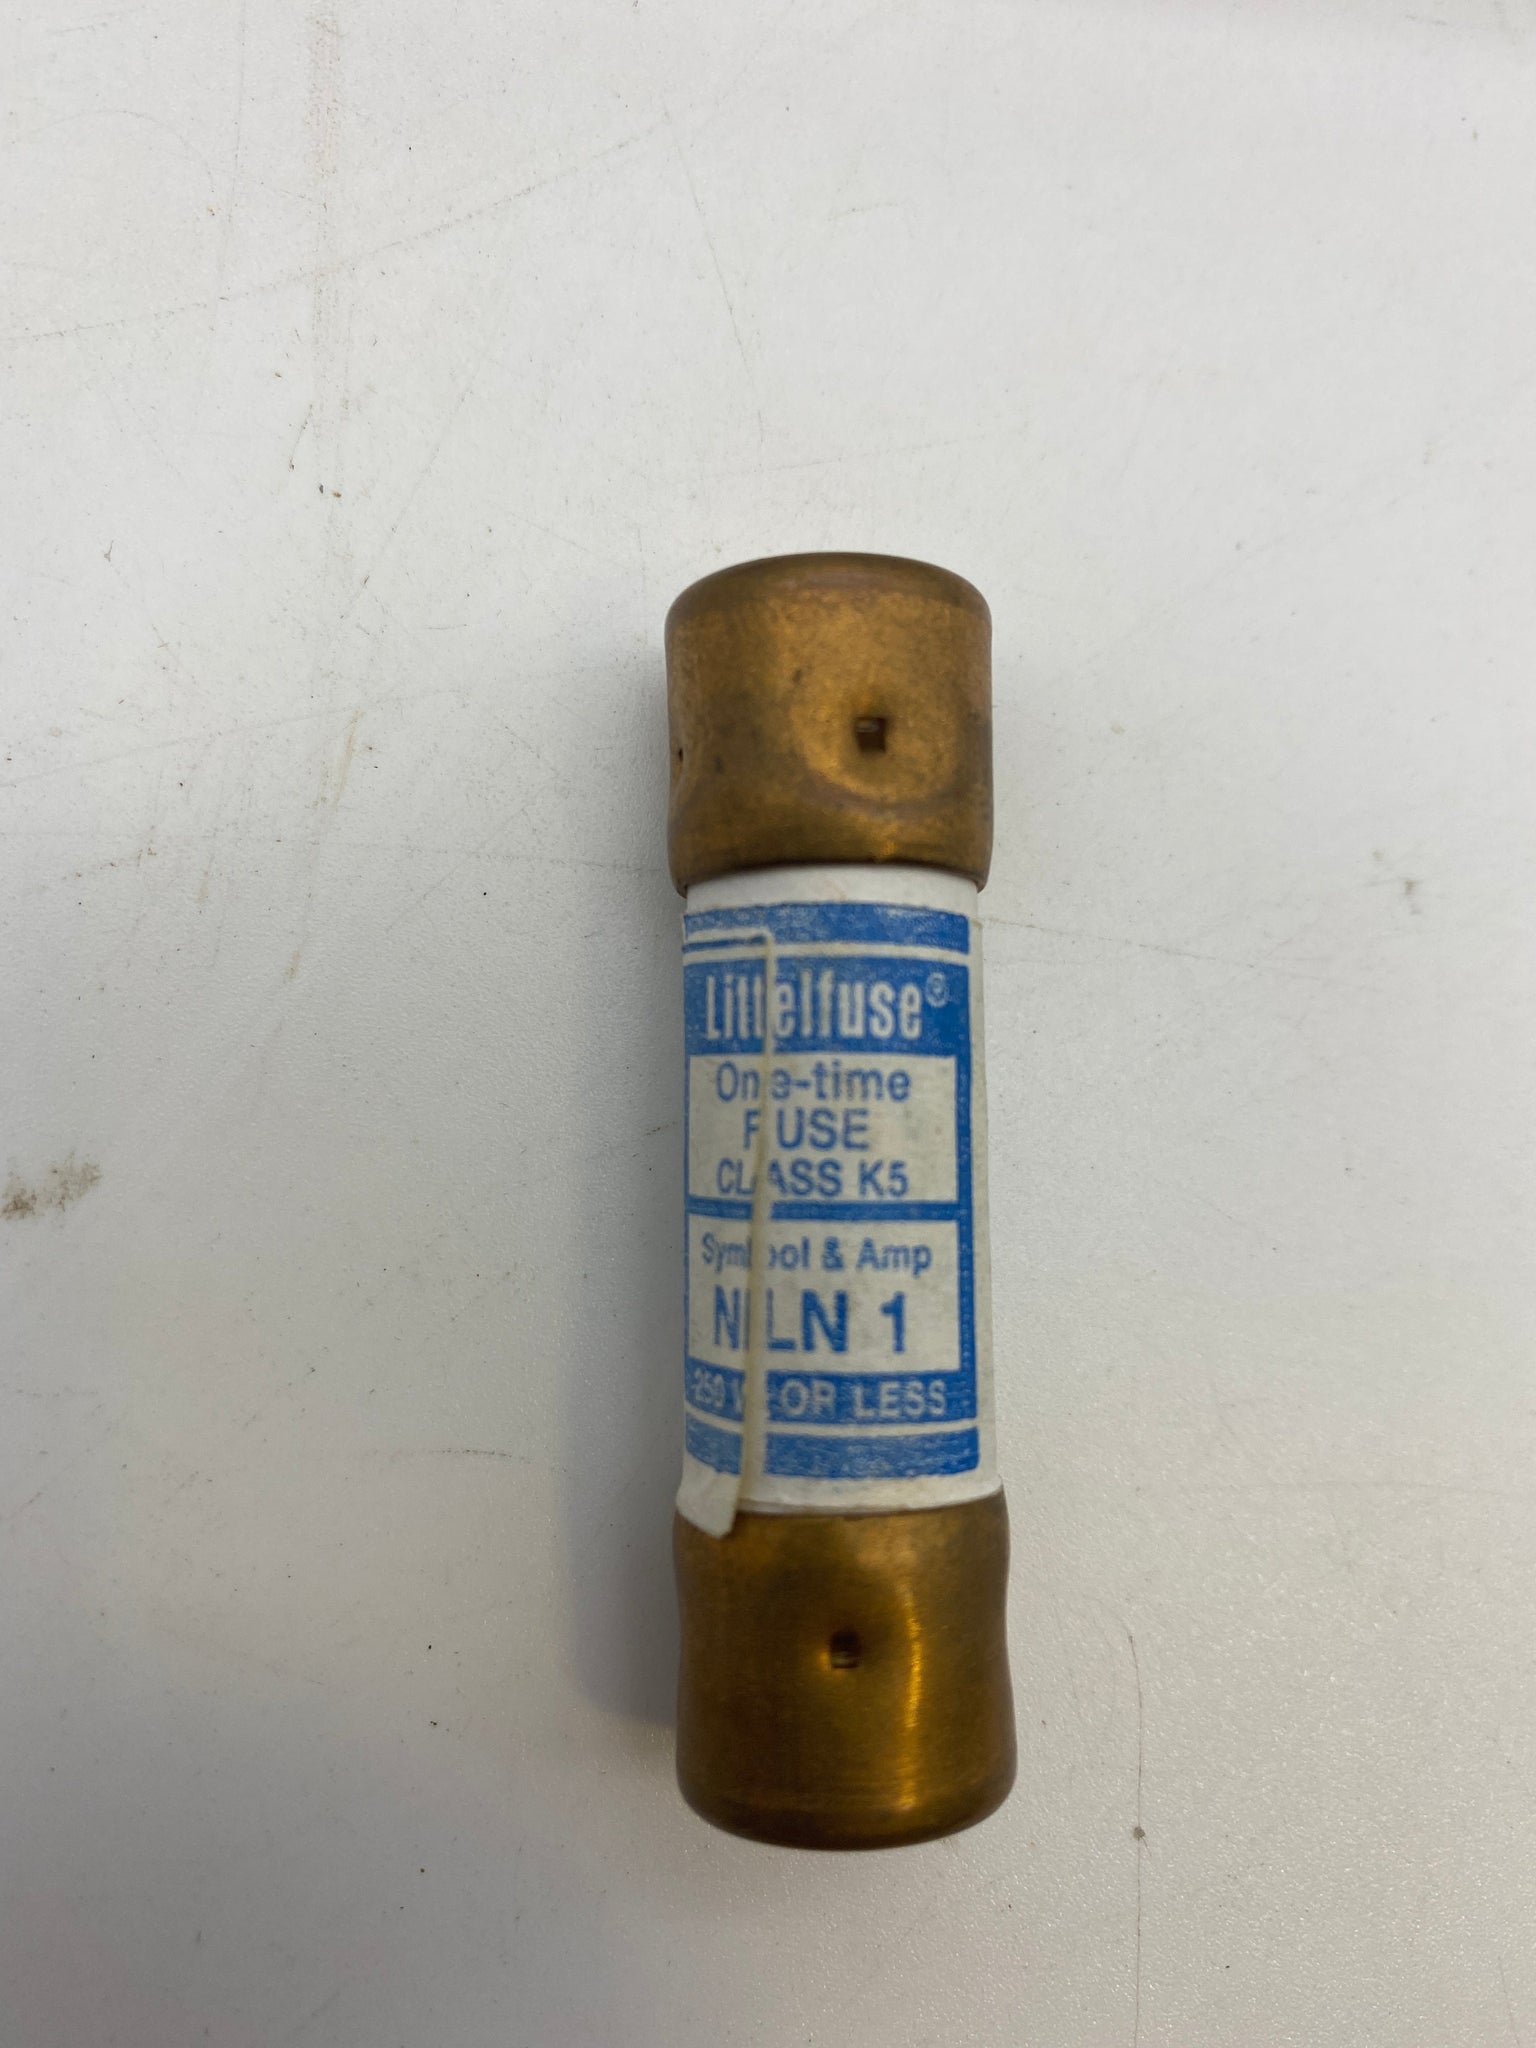 Littelfuse®
One-time
FUSE
CLASS K5
Symbol & Amp
NLN 1
250 V. OR LESS